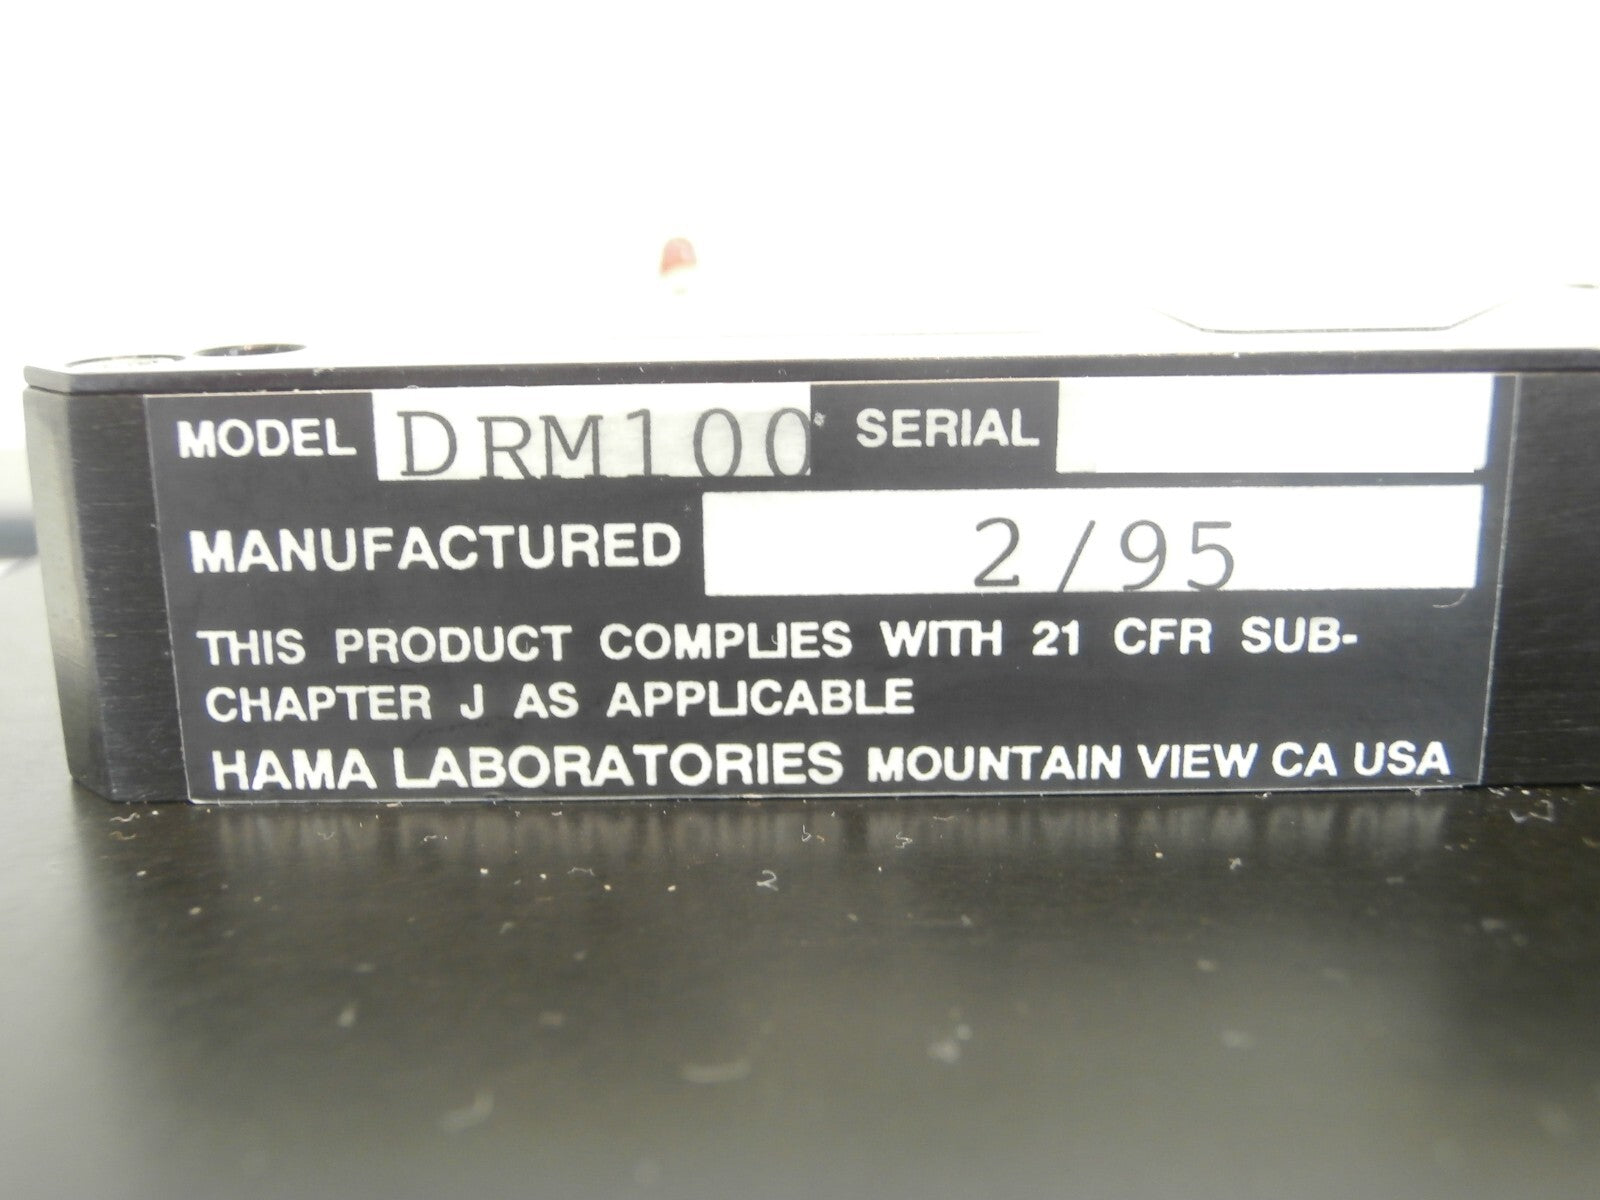 MODEL DRM100 SERIAL
MANUFACTURED 2/95
THIS PRODUCT COMPLIES WITH 21 CFR SUB-
CHAPTER J AS APPLICABLE
HAMA LABORATORIES MOUNTAIN VIEW CA USA